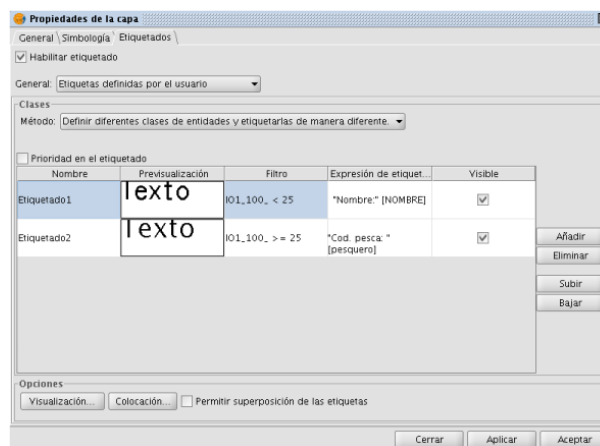 Propiedades de la capa
General Simbología Etiquetados
Habilitar etiquetado
General: Etiquetas definidas por el usuario
Clases
Método: Definir diferentes clases de entidades y etiquetarlas de manera diferente.
Prioridad en el etiquetado
Nombre Previsualización Filtro Expresión de etiquet... Visible
Etiquetado1 Texto IO1_100_ < 25 "Nombre:" [NOMBRE]
Etiquetado2 Texto IO1_100_ >= 25 "Cod. pesca: "
[pesquero]
Añadir
Eliminar
Subir
Bajar
Opciones
Visualización... Colocación... Permitir superposición de las etiquetas
Cerrar Aplicar Aceptar